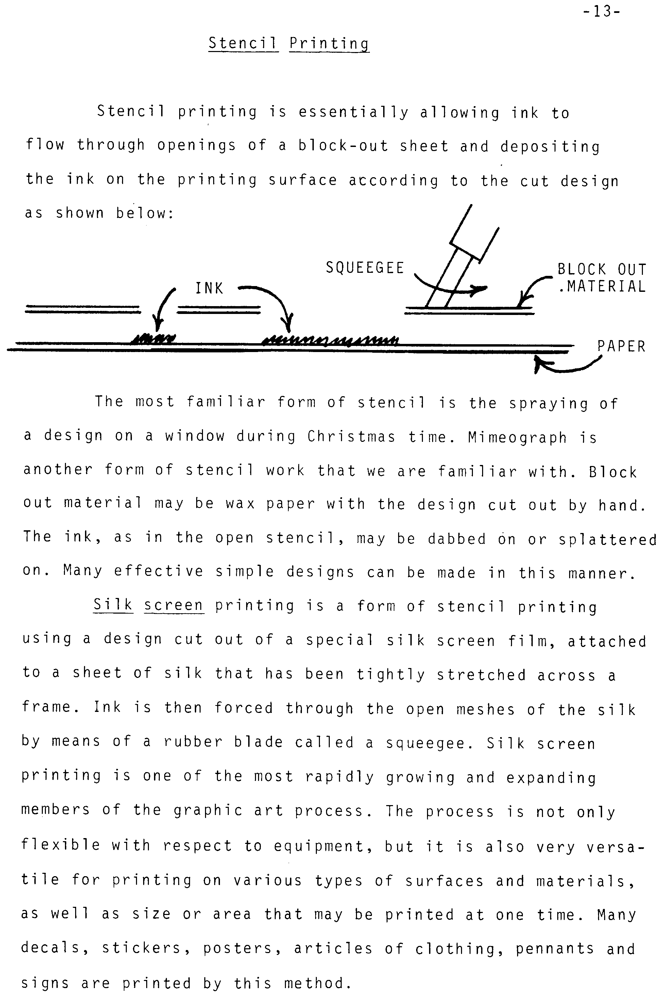 -13-
Stencil Printing
Stencil printing is essentially allowing ink to
flow through openings of a block-out sheet and depositing
the ink on the printing surface according to the cut design
as shown below:
SQUEEGEE
BLOCK OUT
.MATERIAL
INK
PAPER
The most familiar form of stencil is the spraying of
a design on a window during Christmas time. Mimeograph is
another form of stencil work that we are familiar with. Block
out material may be wax paper with the design cut out by hand.
The ink, as in the open stencil, may be dabbed on or splattered
on. Many effective simple designs can be made in this manner.
Silk screen printing is a form of stencil printing
using a design cut out of a special silk screen film, attached
to a sheet of silk that has been tightly stretched across a
frame. Ink is then forced through the open meshes of the silk
by means of a rubber blade called a squeegee. Silk screen
printing is one of the most rapidly growing and expanding
members of the graphic art process. The process is not only
flexible with respect to equipment, but it is also very versa-
tile for printing on various types of surfaces and materials,
as well as size or area that may be printed at one time. Many
decals, stickers, posters, articles of clothing, pennants and
signs are printed by this method.